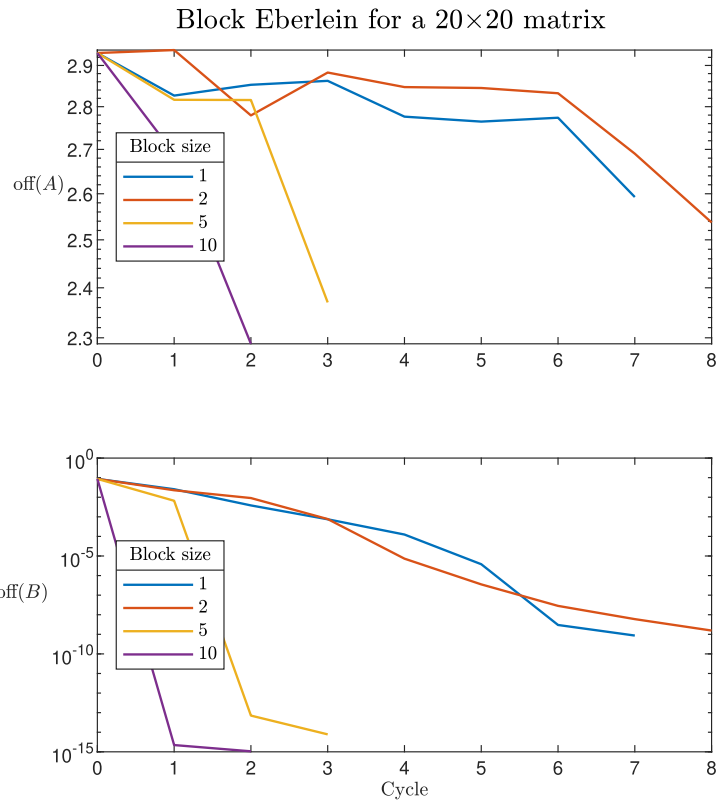 Block Eberlein for a 20×20 matrix
2.9
2.8
2.7
2.6
2.5
2.4
2.3
off(A)
Block size
1
2
5
10
0 1 2 3 4 5 6 7 8
10^0
10^-5
10^-10
10^-15
off(B)
Block size
1
2
5
10
0 1 2 3 4 5 6 7 8
Cycle